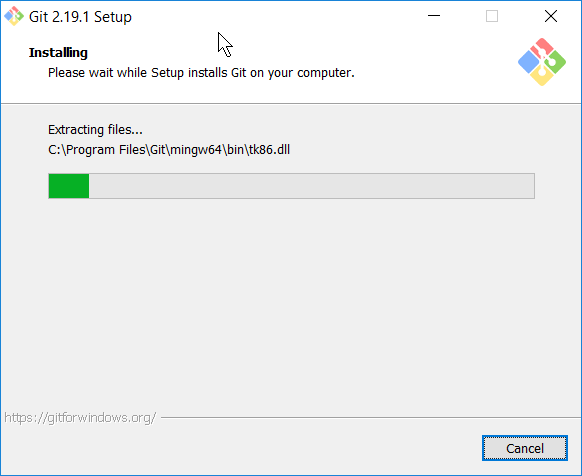 Git 2.19.1 Setup
Installing
Please wait while Setup installs Git on your computer.
Extracting files...
C:\Program Files\Git\mingw64\bin\tk86.dll
https://gitforwindows.org/
Cancel